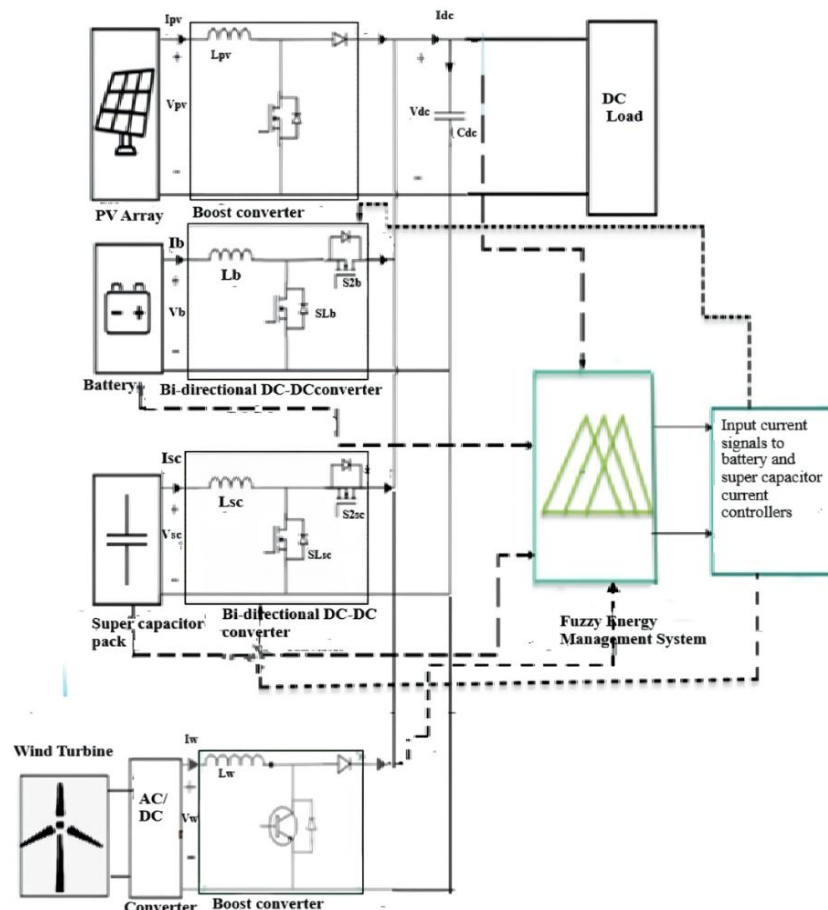 Ipv
Idc
Lpv
Vpv
Vdc
Cdc
DC
Load
PV Array
Boost converter
Ib
Lb
S2b
Vb
SLb
Battery
Bi-directional DC-DCconverter
Input current
signals to
battery and
super capacitor
current
controllers
Isc
Lsc
S2sc
Vsc
SLsc
Super capacitor
pack
Bi-directional DC-DC
converter
Fuzzy Energy
Management System
Wind Turbine
Iw
Lw
AC/
DC
Vw
Converter
Boost converter